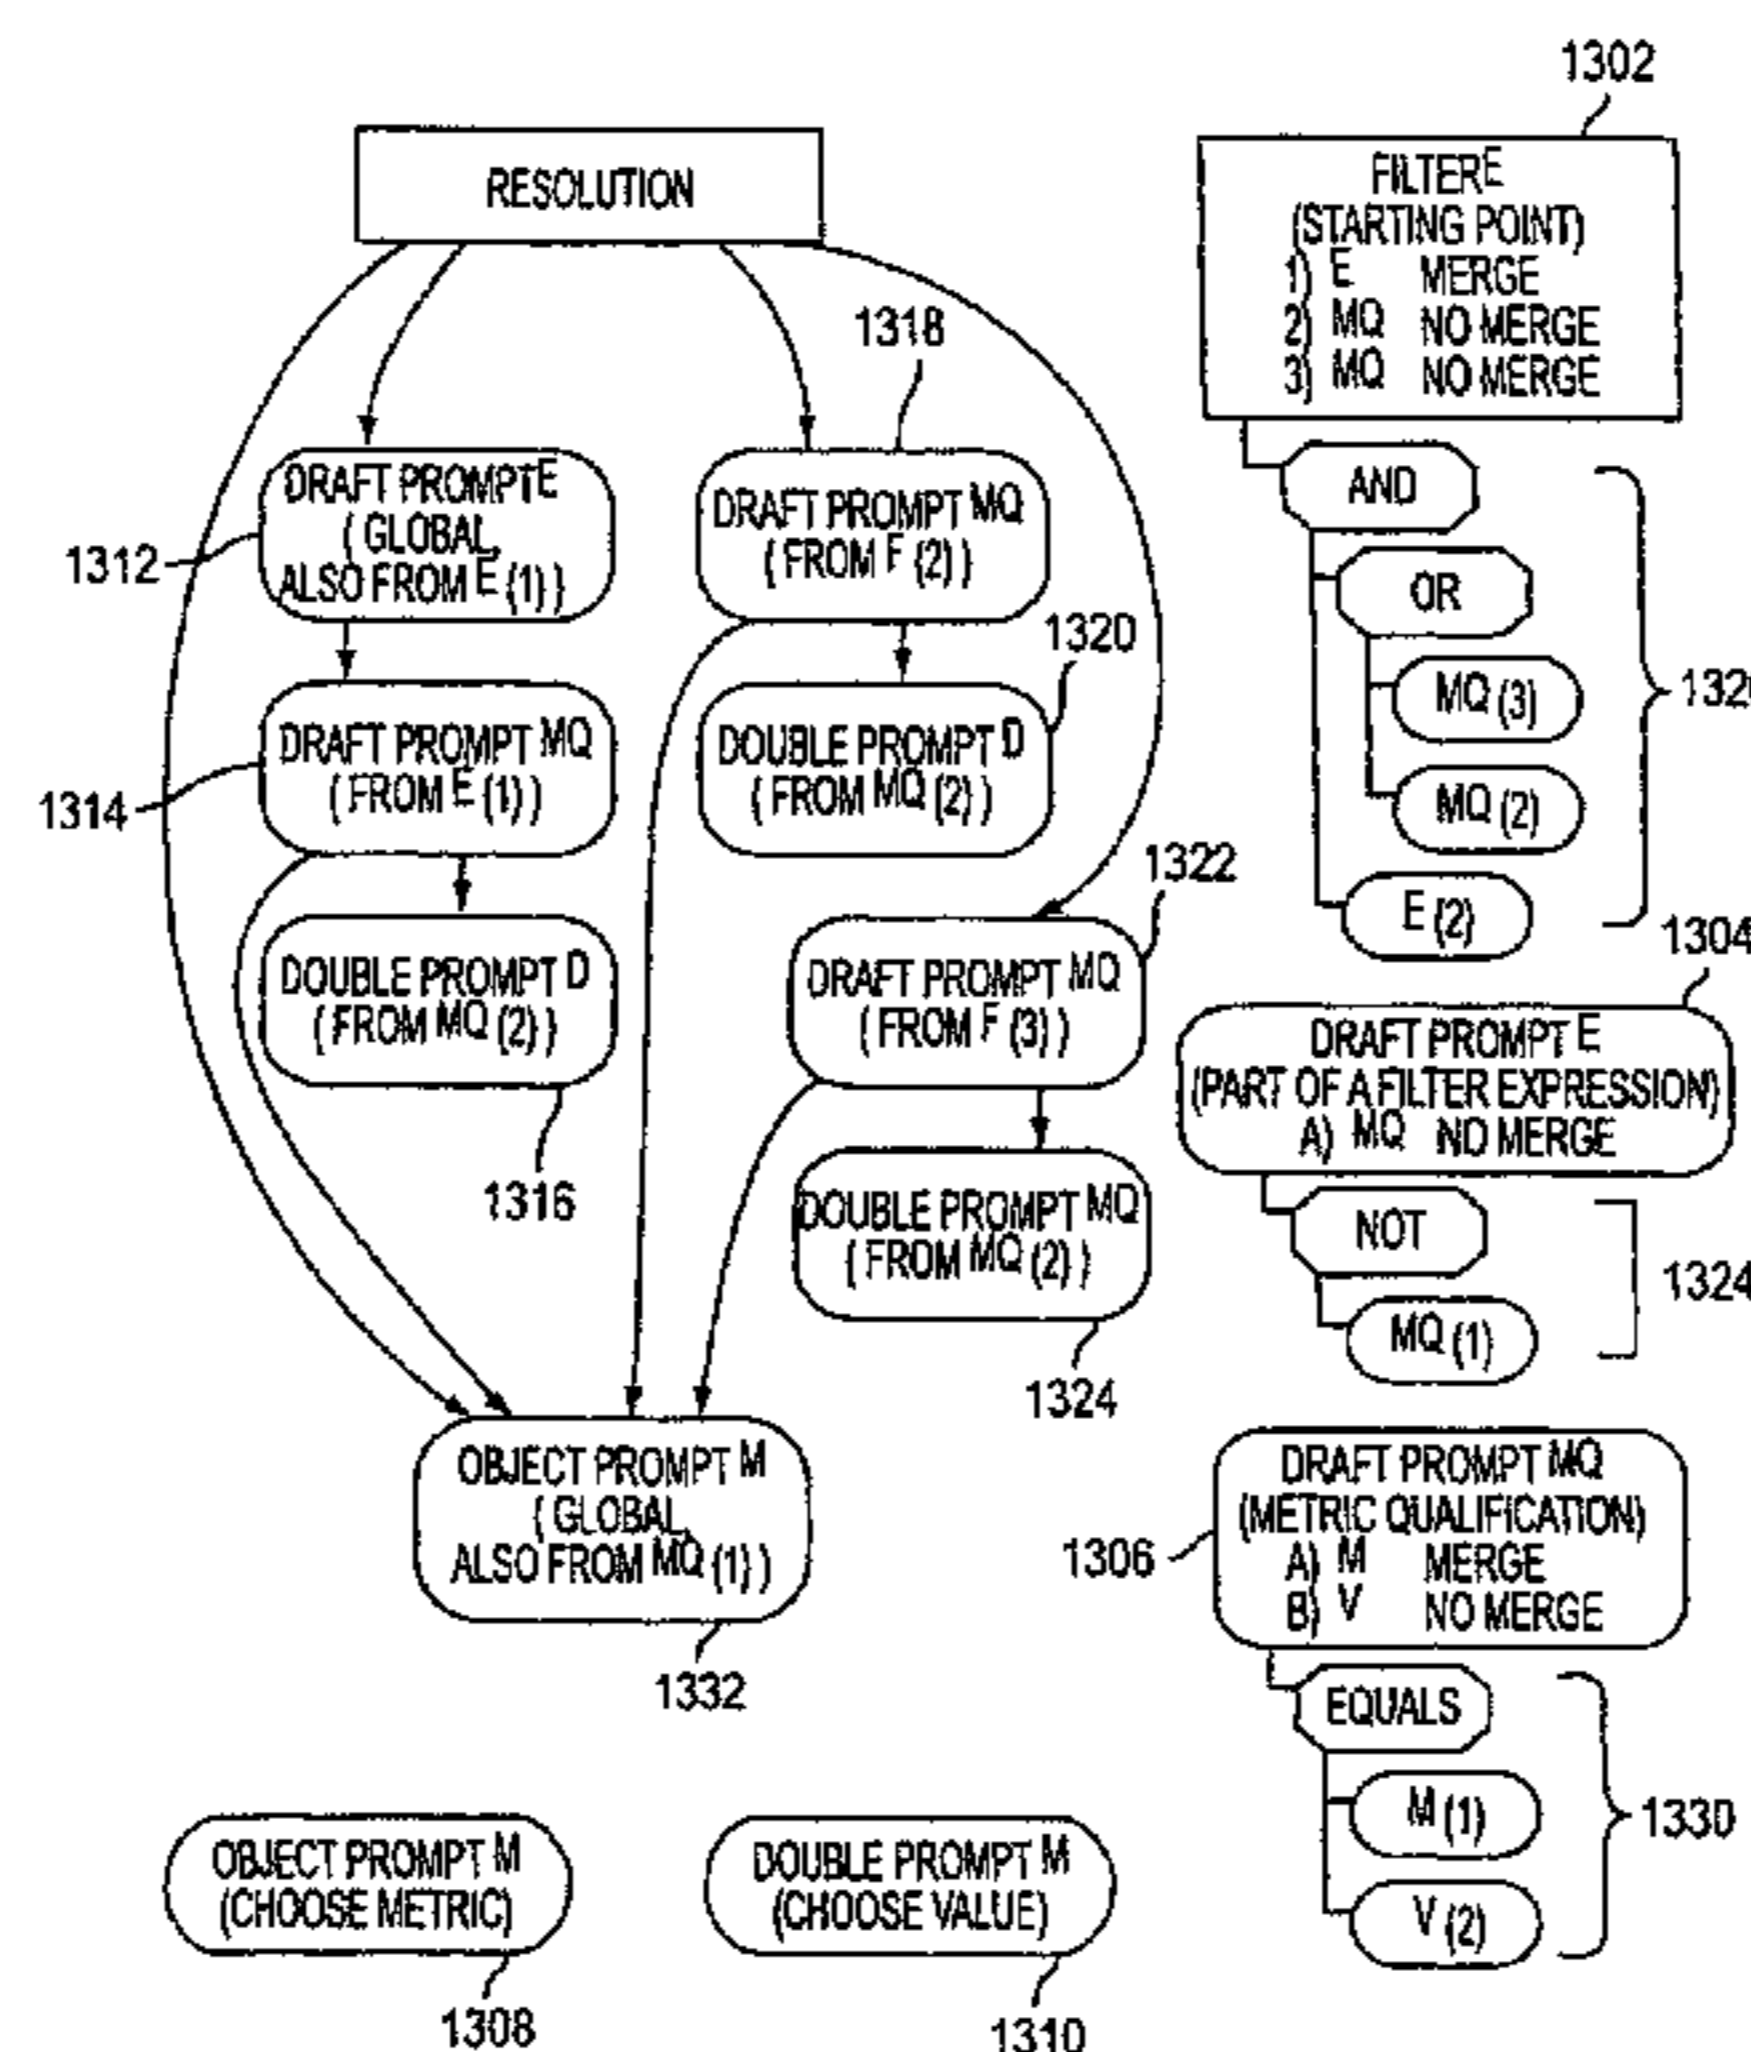 1302
RESOLUTION
FILTER E
(STARTING POINT)
1) E MERGE
2) MQ NO MERGE
3) MQ NO MERGE
1318
DRAFT PROMPT E
( GLOBAL,
ALSO FROM E (1) )
1312
DRAFT PROMPT MQ
( FROM F (2) )
1320
DRAFT PROMPT MQ
( FROM E (1) )
1314
DOUBLE PROMPT D
( FROM MQ (2) )
1322
DOUBLE PROMPT D
( FROM MQ (2) )
1316
DRAFT PROMPT MQ
( FROM F (3) )
DOUBLE PROMPT MQ
( FROM MQ (2) )
1324
OBJECT PROMPT M
( GLOBAL,
ALSO FROM MQ (1) )
1332
AND
OR
MQ (3)
MQ (2)
E (2)
1304
DRAFT PROMPT E
(PART OF A FILTER EXPRESSION)
A) MQ NO MERGE
NOT
MQ (1)
1324
DRAFT PROMPT MQ
(METRIC QUALIFICATION)
A) M MERGE
B) V NO MERGE
1306
EQUALS
M (1)
V (2)
1330
OBJECT PROMPT M
(CHOOSE METRIC)
1308
DOUBLE PROMPT M
(CHOOSE VALUE)
1310